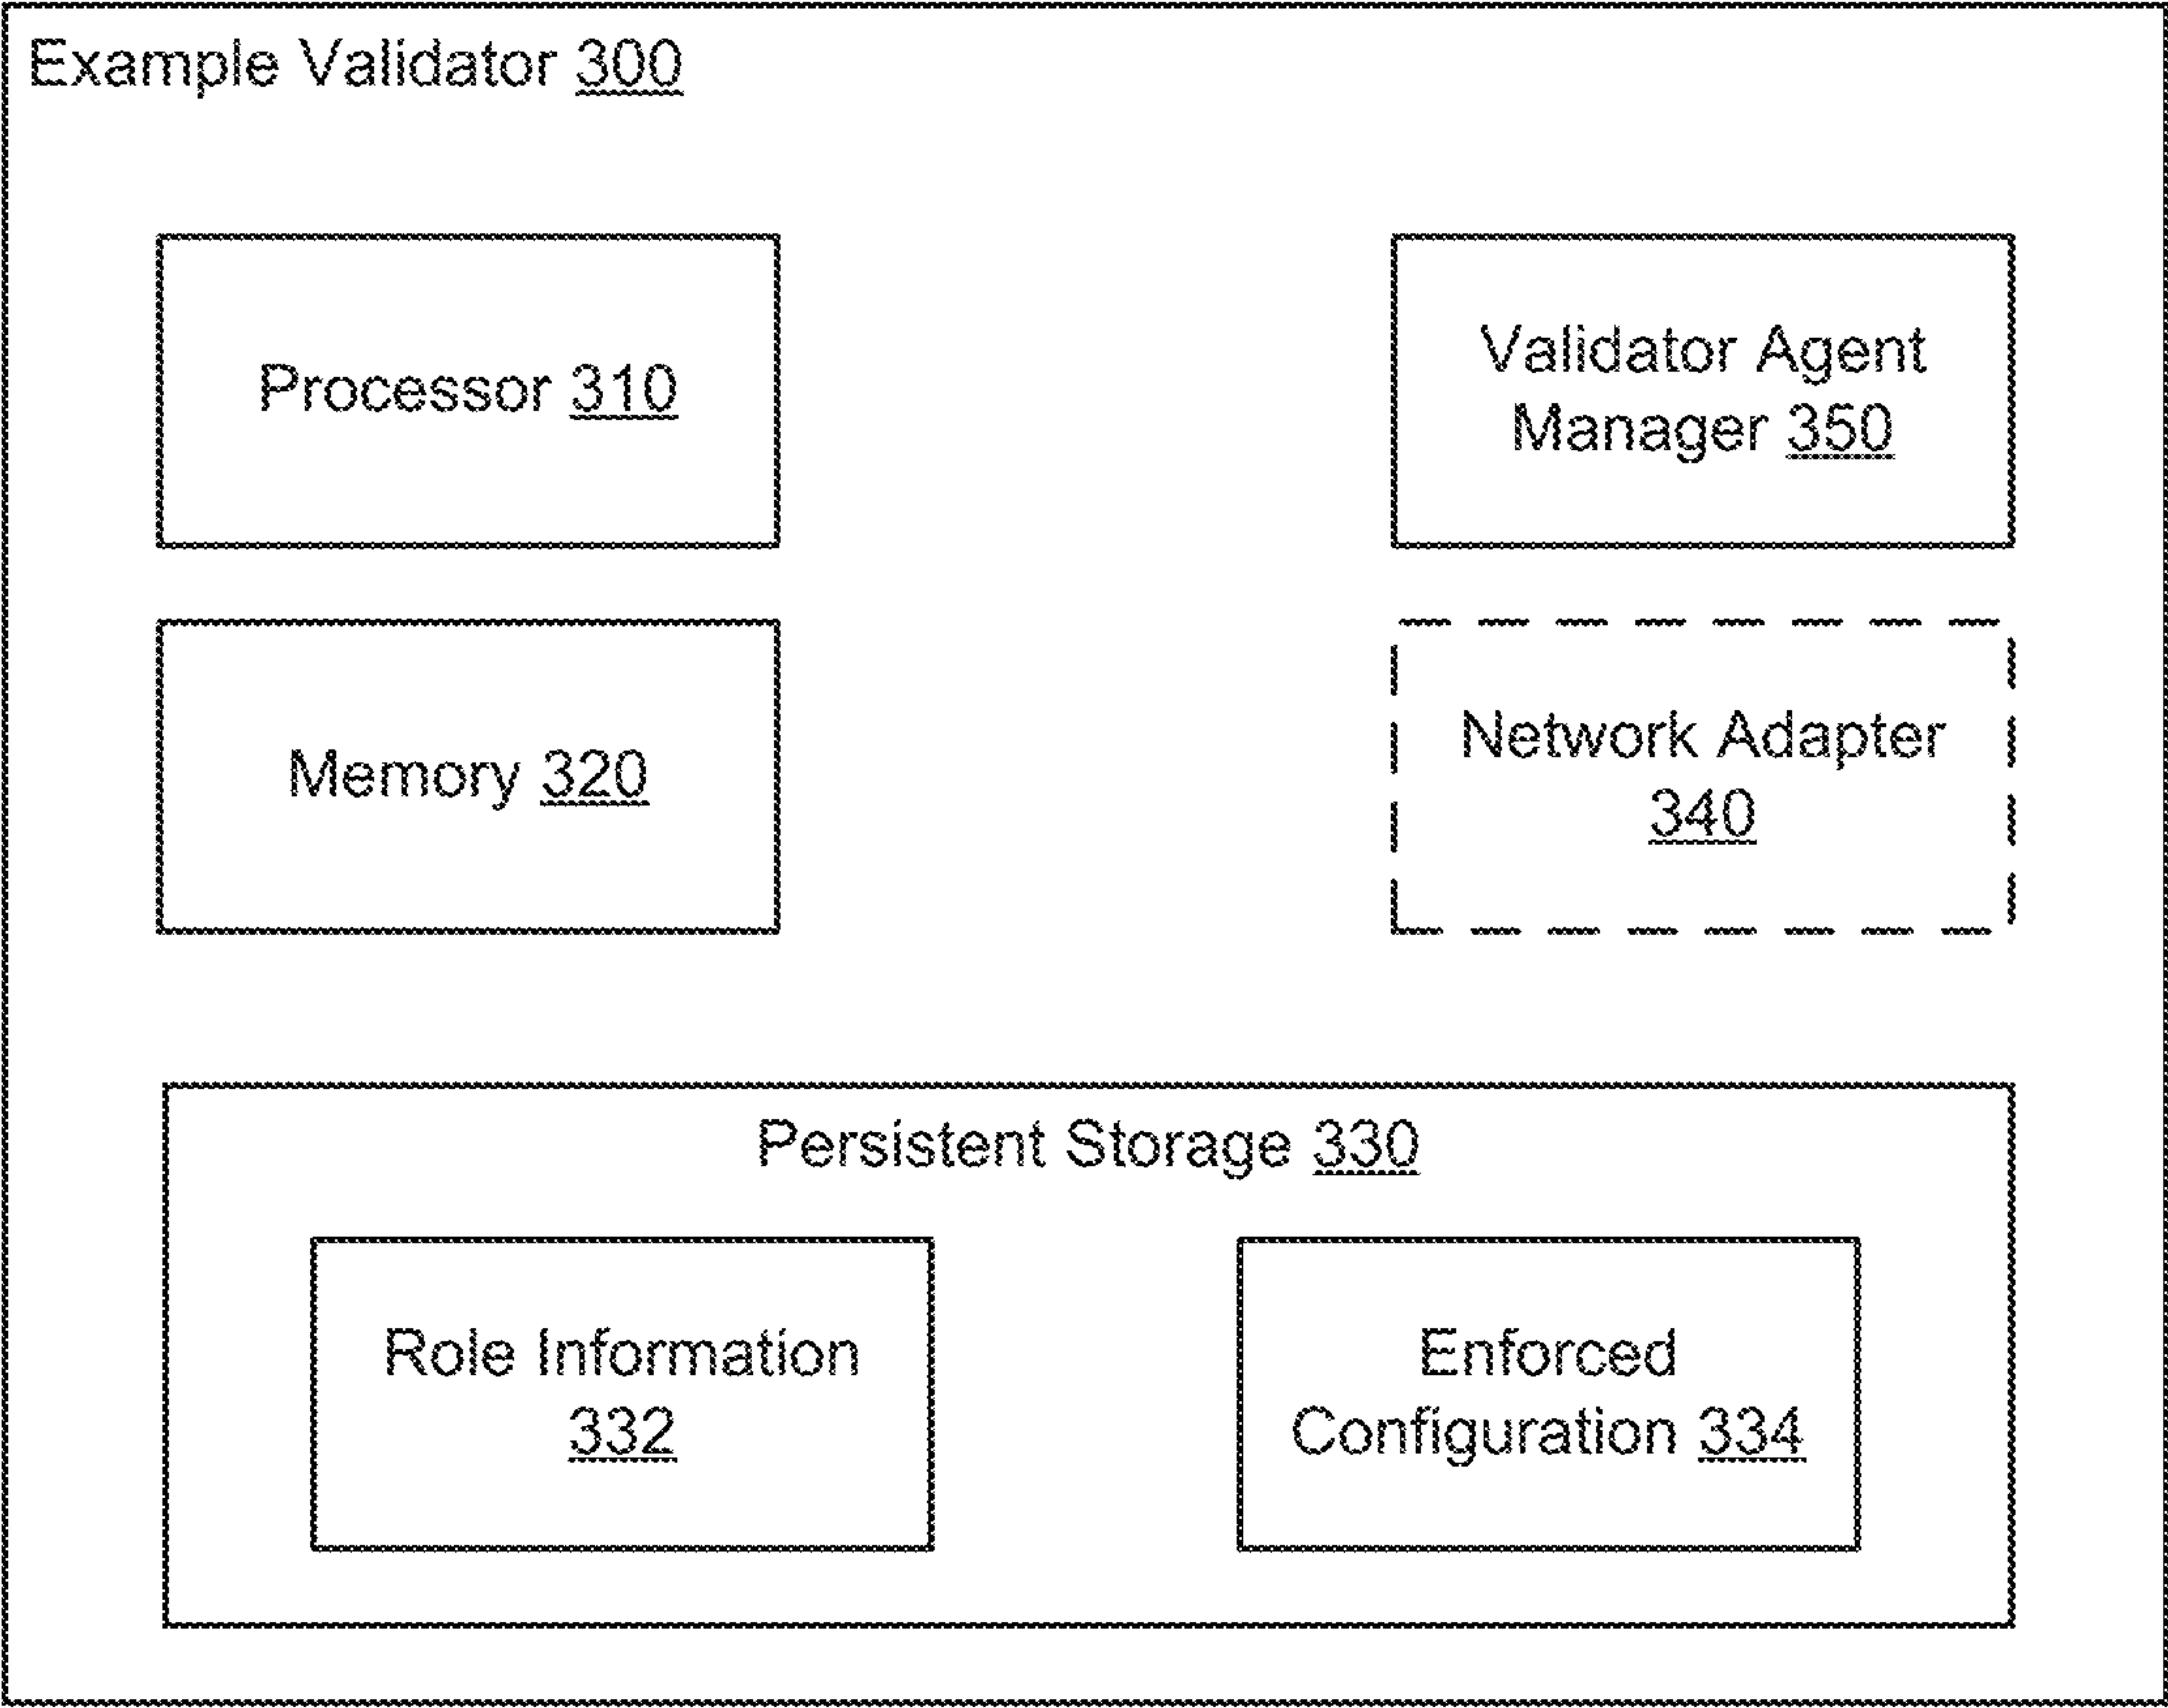 Example Validator 300
Processor 310
Validator Agent
Manager 350
Memory 320
Network Adapter
340
Persistent Storage 330
Role Information
332
Enforced
Configuration 334